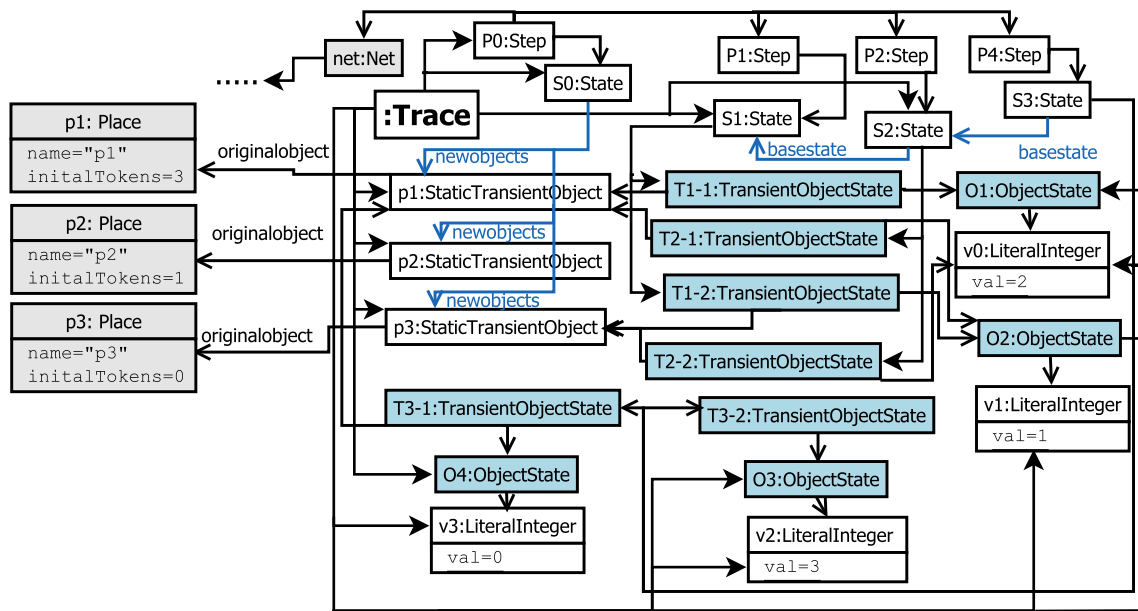 P0:Step
P1:Step
P2:Step
P4:Step
net:Net
.....
S0:State
S1:State
S2:State
S3:State
:Trace
p1: Place
name="p1"
initalTokens=3
originalobject
newobjects
basestate
basestate
p1:StaticTransientObject
T1-1:TransientObjectState
O1:ObjectState
p2: Place
name="p2"
initalTokens=1
originalobject
newobjects
p2:StaticTransientObject
T2-1:TransientObjectState
v0:LiteralInteger
val=2
T1-2:TransientObjectState
p3: Place
name="p3"
initalTokens=0
originalobject
newobjects
p3:StaticTransientObject
T2-2:TransientObjectState
O2:ObjectState
v1:LiteralInteger
val=1
T3-1:TransientObjectState
T3-2:TransientObjectState
O4:ObjectState
O3:ObjectState
v3:LiteralInteger
val=0
v2:LiteralInteger
val=3